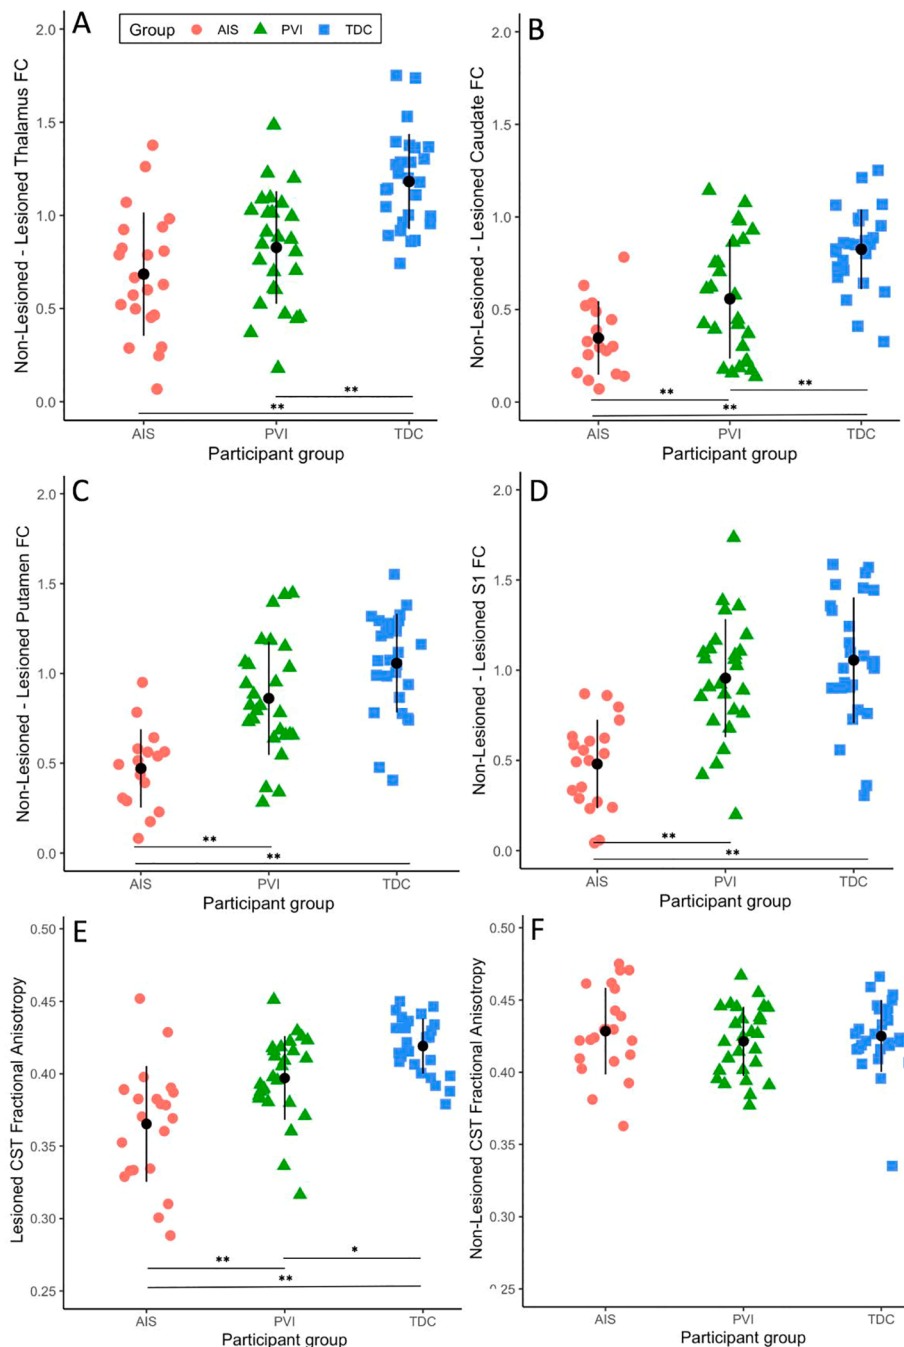 A
Group AIS PVI TDC
Non-Lesioned - Lesioned Thalamus FC
2.0
1.5
1.0
0.5
0.0
**
**
AIS PVI TDC
Participant group
B
Non-Lesioned - Lesioned Caudate FC
2.0
1.5
1.0
0.5
0.0
** **
**
AIS PVI TDC
Participant group
C
Non-Lesioned - Lesioned Putamen FC
2.0
1.5
1.0
0.5
0.0
**
**
AIS PVI TDC
Participant group
D
Non-Lesioned - Lesioned S1 FC
2.0
1.5
1.0
0.5
0.0
**
**
AIS PVI TDC
Participant group
E
Lesioned CST Fractional Anisotropy
0.50
0.45
0.40
0.35
0.30
0.25
*
**
**
AIS PVI TDC
Participant group
F
Non-Lesioned CST Fractional Anisotropy
0.50
0.45
0.40
0.35
0.30
25
AIS PVI TDC
Participant group